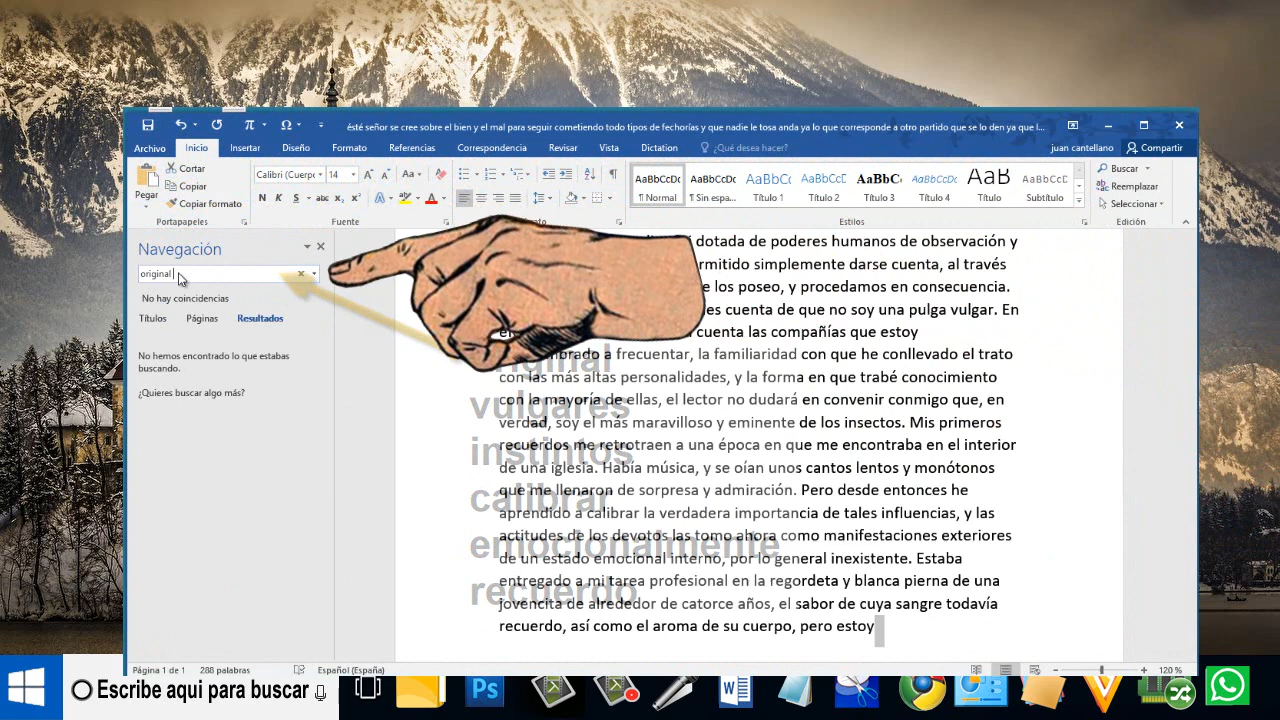 ésté señor se cree sobre el bien y el mal para seguir cometiendo todo tipos de fechorías y que nadie le tosa anda ya lo que corresponde a otro partido que se lo den ya que l...
Archivo Inicio Insertar Diseño Formato Referencias Correspondencia Revisar Vista Dictation ¿Qué desea hacer? juan cantellano Compartir
Pegar
Cortar
Copiar
Copiar formato
Portapapeles
Calibri (Cuerpo 14
Fuente
AaBbCcDc AaBbCcDc AaBbCc AaBbCcD AaBbC AaBbCcDc AaB AaBbCcDc
¶ Normal ¶ Sin espa... Título 1 Título 2 Título 3 Título 4 Título Subtítulo
Estilos
Buscar
Reemplazar
Seleccionar
Edición
Navegación
original
No hay coincidencias
Títulos Páginas Resultados
No hemos encontrado lo que estabas
buscando.
¿Quieres buscar algo más?
dotada de poderes humanos de observación y
rmitido simplemente darse cuenta, al través
e los poseo, y procedamos en consecuencia.
es cuenta de que no soy una pulga vulgar. En
cuenta las compañías que estoy
a frecuentar, la familiaridad con que he conllevado el trato
con las más altas personalidades, y la forma en que trabé conocimiento
con la mayoría de ellas, el lector no dudará en convenir conmigo que, en
verdad, soy el más maravilloso y eminente de los insectos. Mis primeros
recuerdos me retrotraen a una época en que me encontraba en el interior
de una iglesia. Había música, y se oían unos cantos lentos y monótonos
que me llenaron de sorpresa y admiración. Pero desde entonces he
aprendido a calibrar la verdadera importancia de tales influencias, y las
actitudes de los devotos las tomo ahora como manifestaciones exteriores
de un estado emocional interno, por lo general inexistente. Estaba
entregado a mi tarea profesional en la regordeta y blanca pierna de una
jovencita de alrededor de catorce años, el sabor de cuya sangre todavía
recuerdo, así como el aroma de su cuerpo, pero estoy
original
vulgares
instintos
calibrar
emocionalmente
recuerdo
Página 1 de 1 288 palabras Español (España) 120 %
Escribe aqui para buscar
Ps